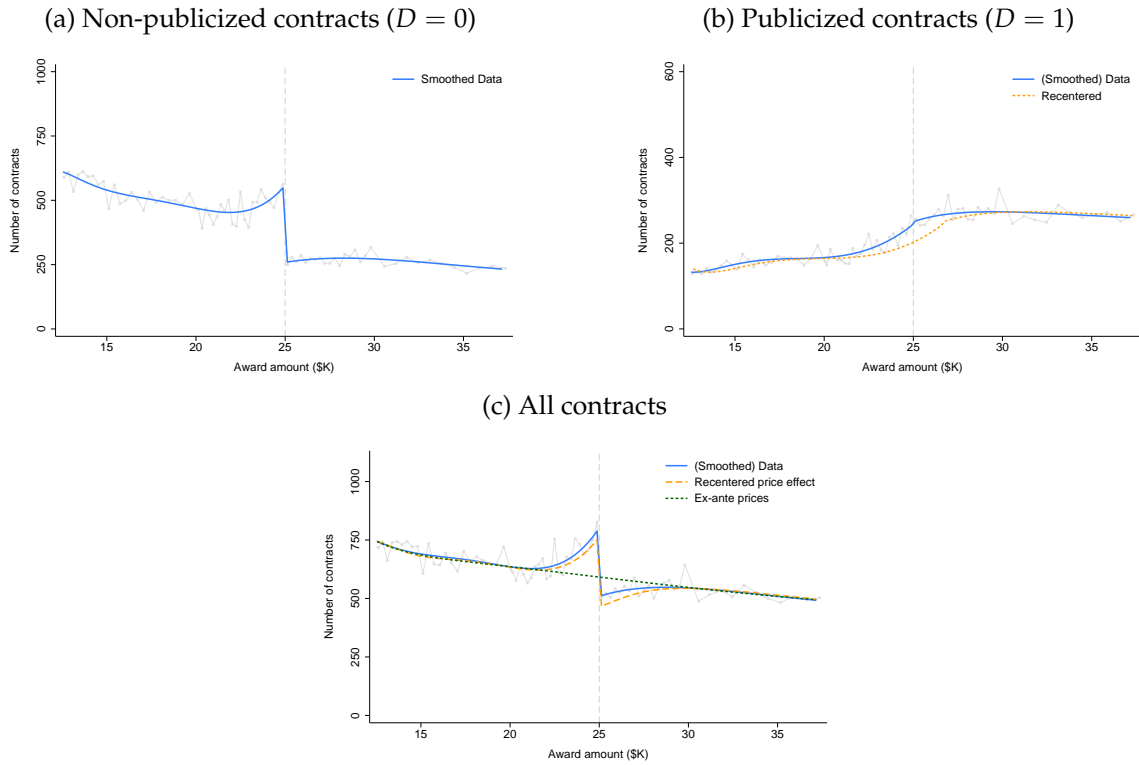 (a) Non-publicized contracts (D = 0)
Number of contracts
0 250 500 750 1000
Smoothed Data
15 20 25 30 35
Award amount ($K)
(b) Publicized contracts (D = 1)
Number of contracts
0 200 400 600
(Smoothed) Data
Recentered
15 20 25 30 35
Award amount ($K)
(c) All contracts
Number of contracts
0 250 500 750 1000
(Smoothed) Data
Recentered price effect
Ex-ante prices
15 20 25 30 35
Award amount ($K)